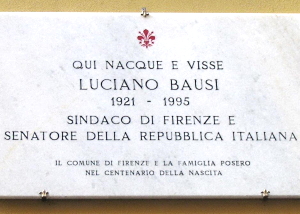 QUI NACQUE E VISSE
LUCIANO BAUSI
1921 - 1995
SINDACO DI FIRENZE E
SENATORE DELLA REPUBBLICA ITALIANA
IL COMUNE DI FIRENZE E LA FAMIGLIA POSERO
NEL CENTENARIO DELLA NASCITA